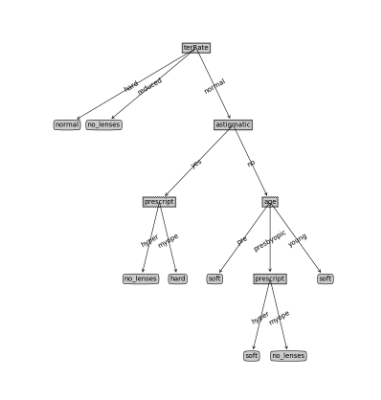 terRate
hard
reduced
normal
normal
no_lenses
astigmatic
yes
no
prescript
age
hyper
myope
pre
presbyopic
young
no_lenses
hard
soft
prescript
soft
hyper
myope
soft
no_lenses